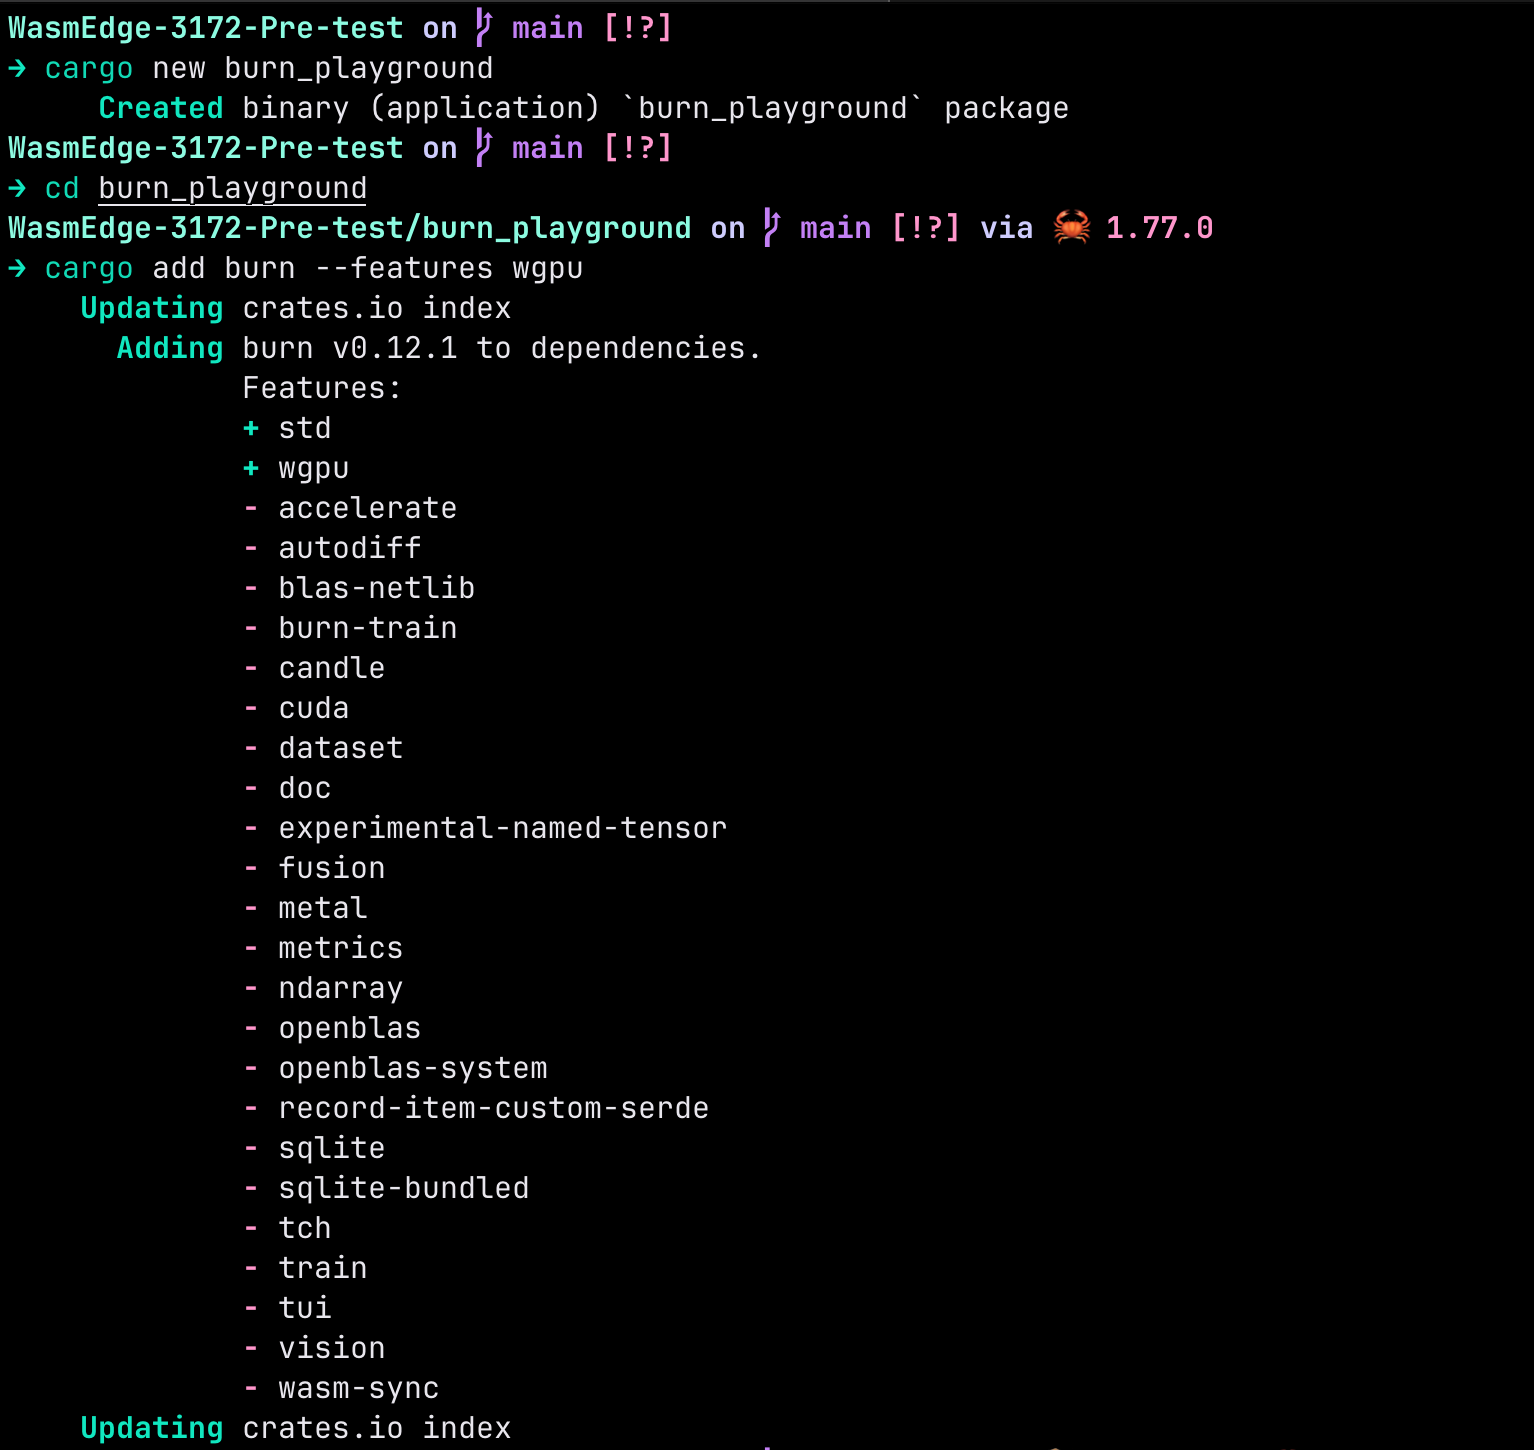 WasmEdge-3172-Pre-test on main [!?]
→ cargo new burn_playground
Created binary (application) `burn_playground` package
WasmEdge-3172-Pre-test on main [!?]
→ cd burn_playground
WasmEdge-3172-Pre-test/burn_playground on main [!?] via 🦀 1.77.0
→ cargo add burn --features wgpu
Updating crates.io index
Adding burn v0.12.1 to dependencies.
Features:
+ std
+ wgpu
- accelerate
- autodiff
- blas-netlib
- burn-train
- candle
- cuda
- dataset
- doc
- experimental-named-tensor
- fusion
- metal
- metrics
- ndarray
- openblas
- openblas-system
- record-item-custom-serde
- sqlite
- sqlite-bundled
- tch
- train
- tui
- vision
- wasm-sync
Updating crates.io index